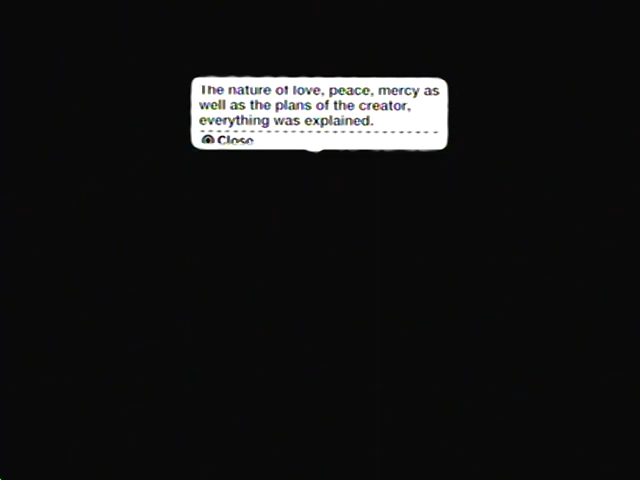 The nature of love, peace, mercy as
well as the plans of the creator,
everything was explained.
Close